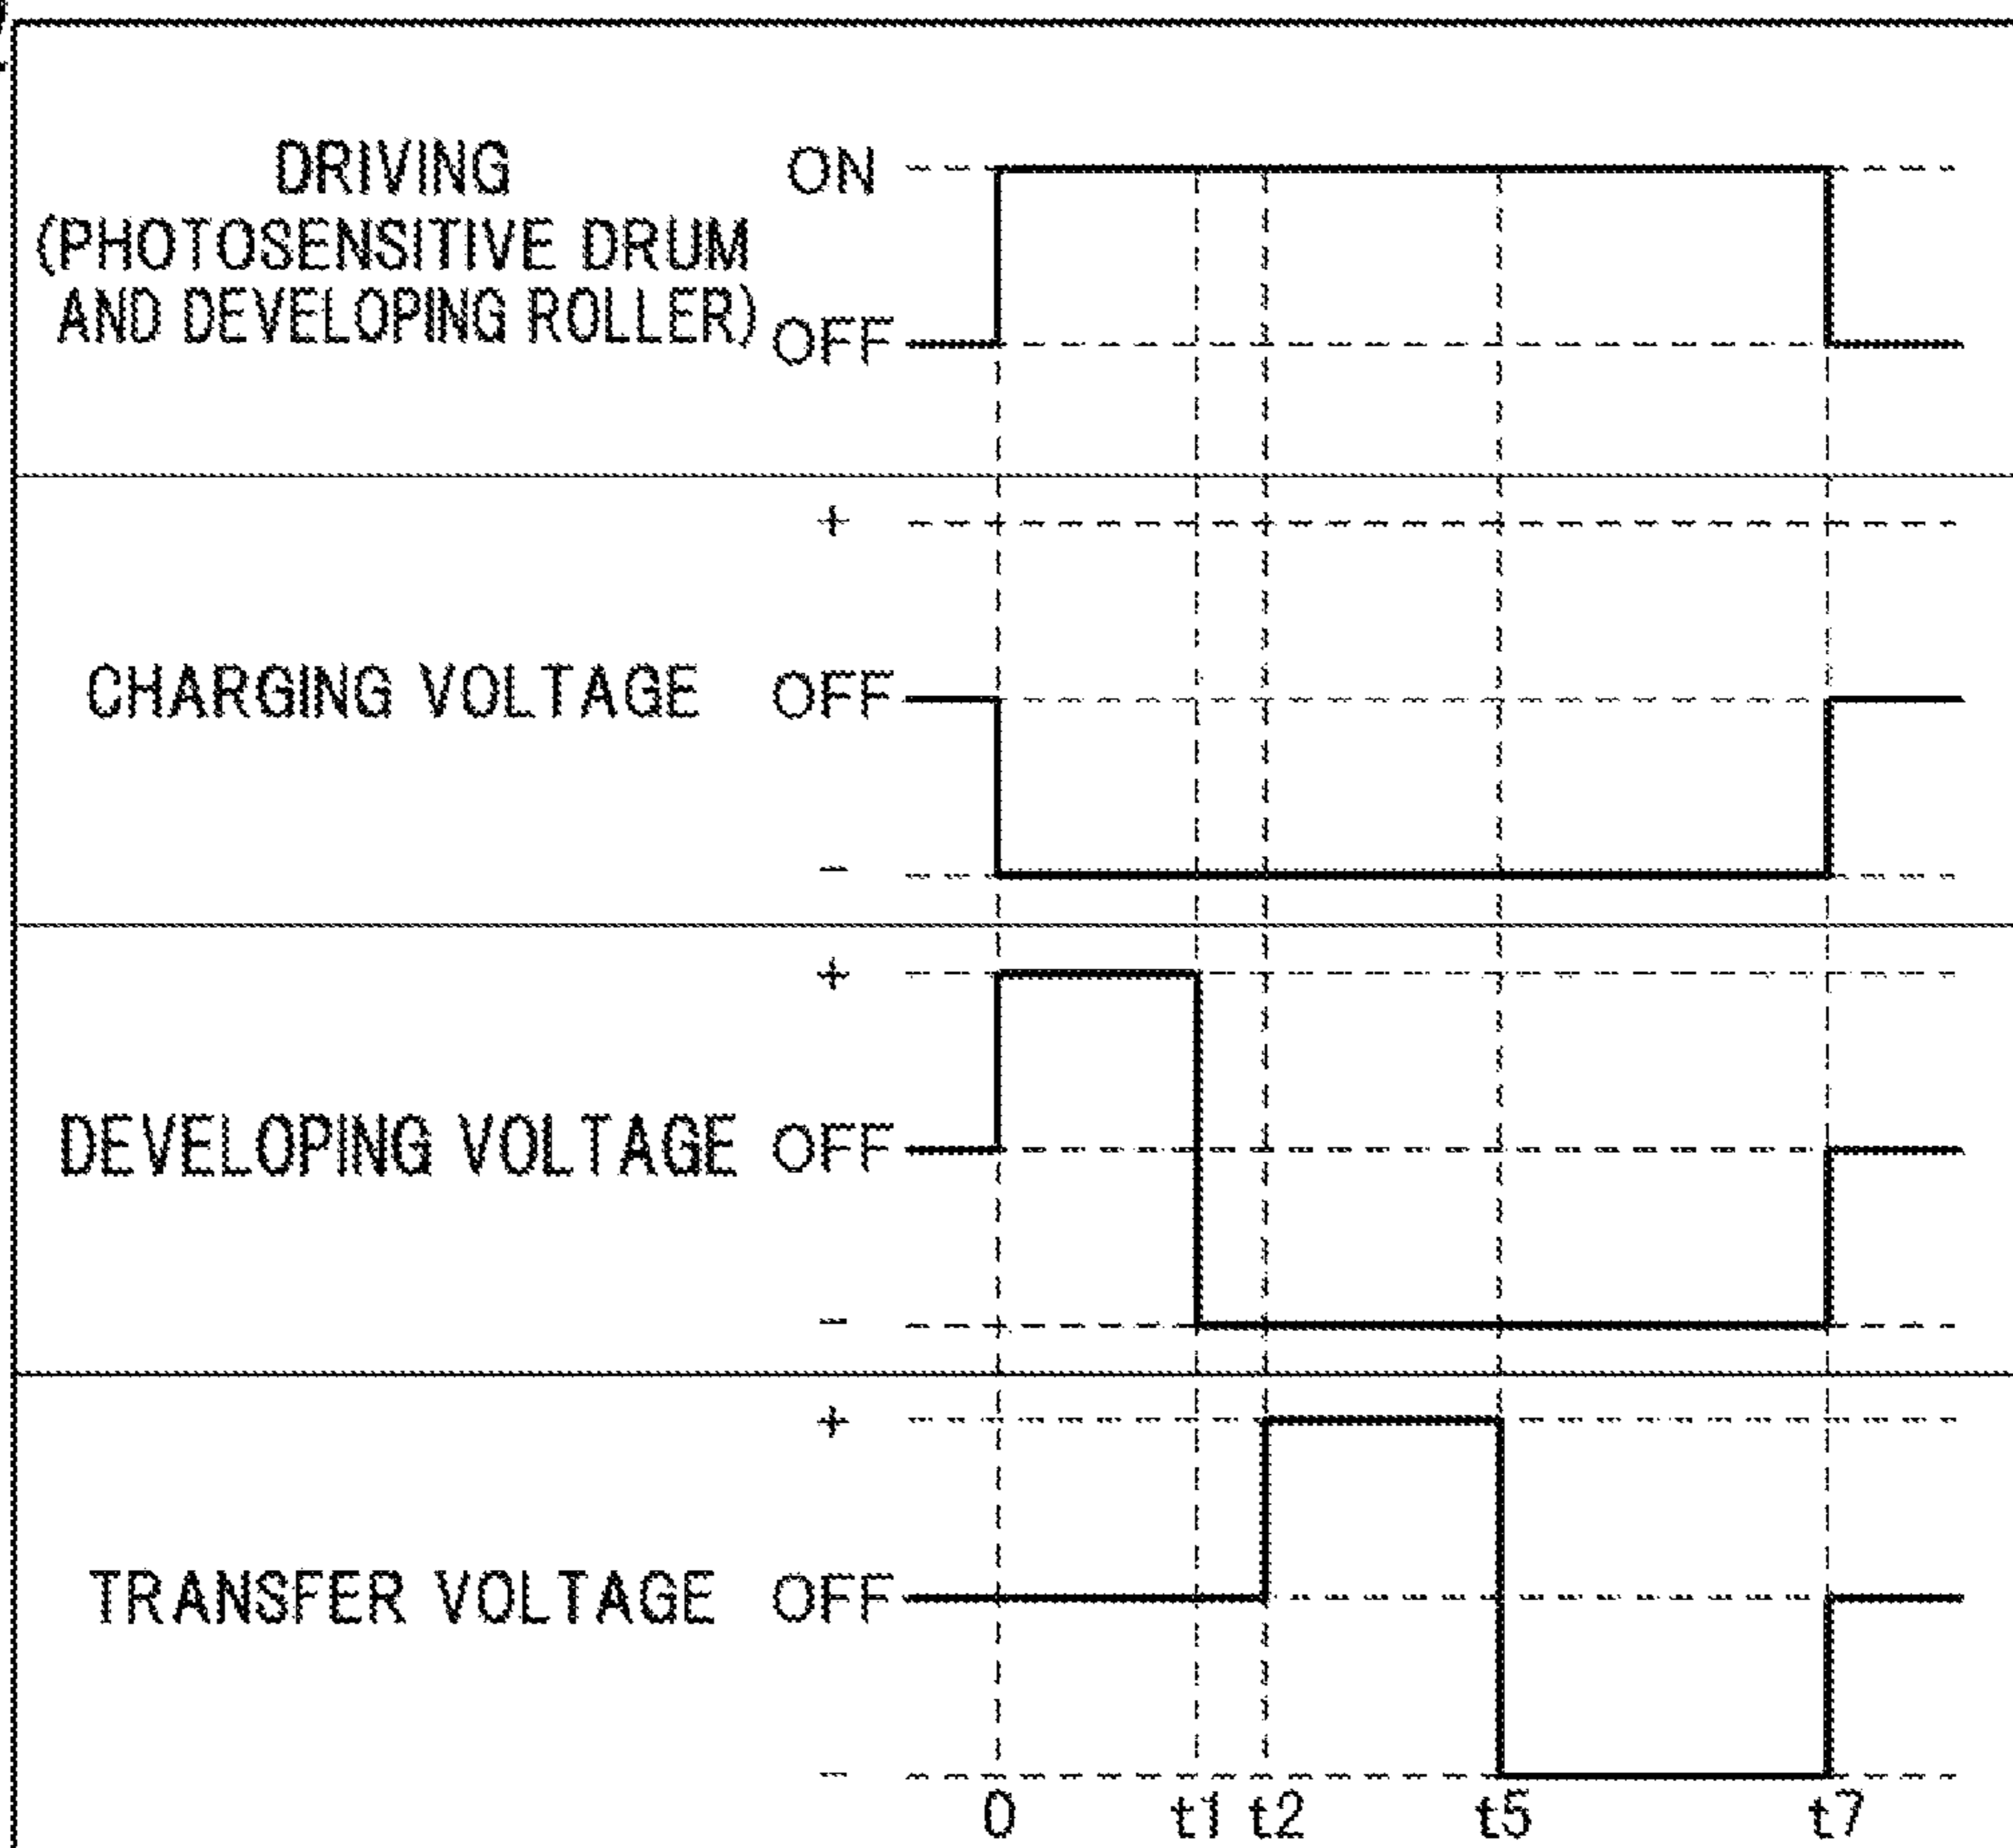 DRIVING
(PHOTOSENSITIVE DRUM
AND DEVELOPING ROLLER)
ON
OFF
+
CHARGING VOLTAGE OFF
-
+
DEVELOPING VOLTAGE OFF
-
+
TRANSFER VOLTAGE OFF
-
0 t1 t2 t5 t7